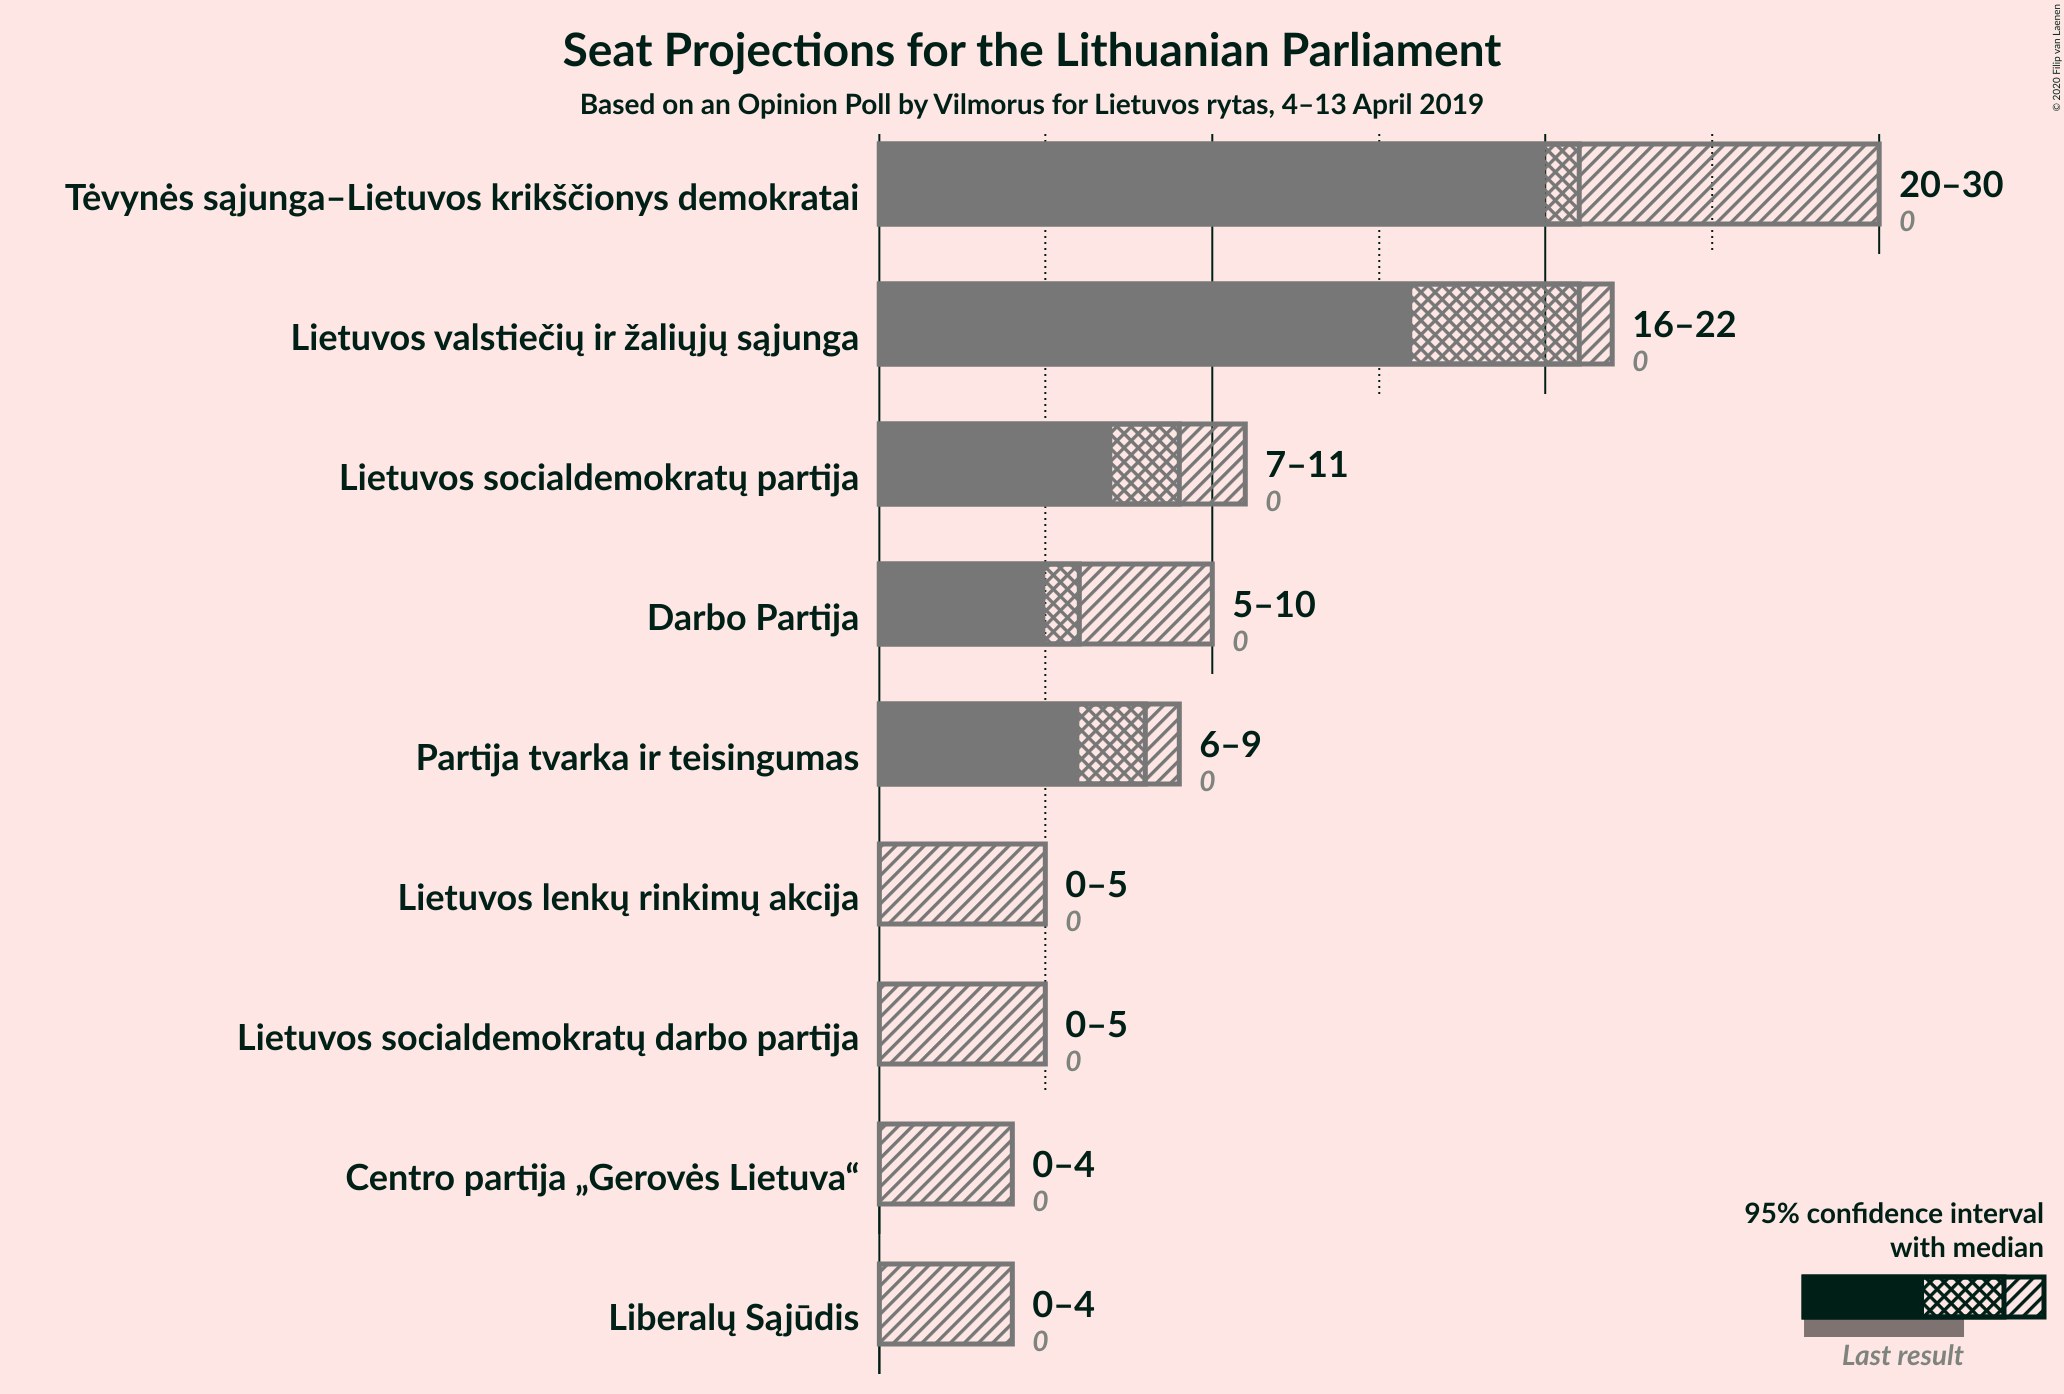 Seat Projections for the Lithuanian Parliament
Based on an Opinion Poll by Vilmorus for Lietuvos rytas, 4–13 April 2019
© 2020 Filip van Laenen
Tėvynės sąjunga–Lietuvos krikščionys demokratai
20–30
0
Lietuvos valstiečių ir žaliųjų sąjunga
16–22
0
Lietuvos socialdemokratų partija
7–11
0
Darbo Partija
5–10
0
Partija tvarka ir teisingumas
6–9
0
Lietuvos lenkų rinkimų akcija
0–5
0
Lietuvos socialdemokratų darbo partija
0–5
0
Centro partija „Gerovės Lietuva“
0–4
0
Liberalų Sąjūdis
0–4
0
95% confidence interval
with median
Last result